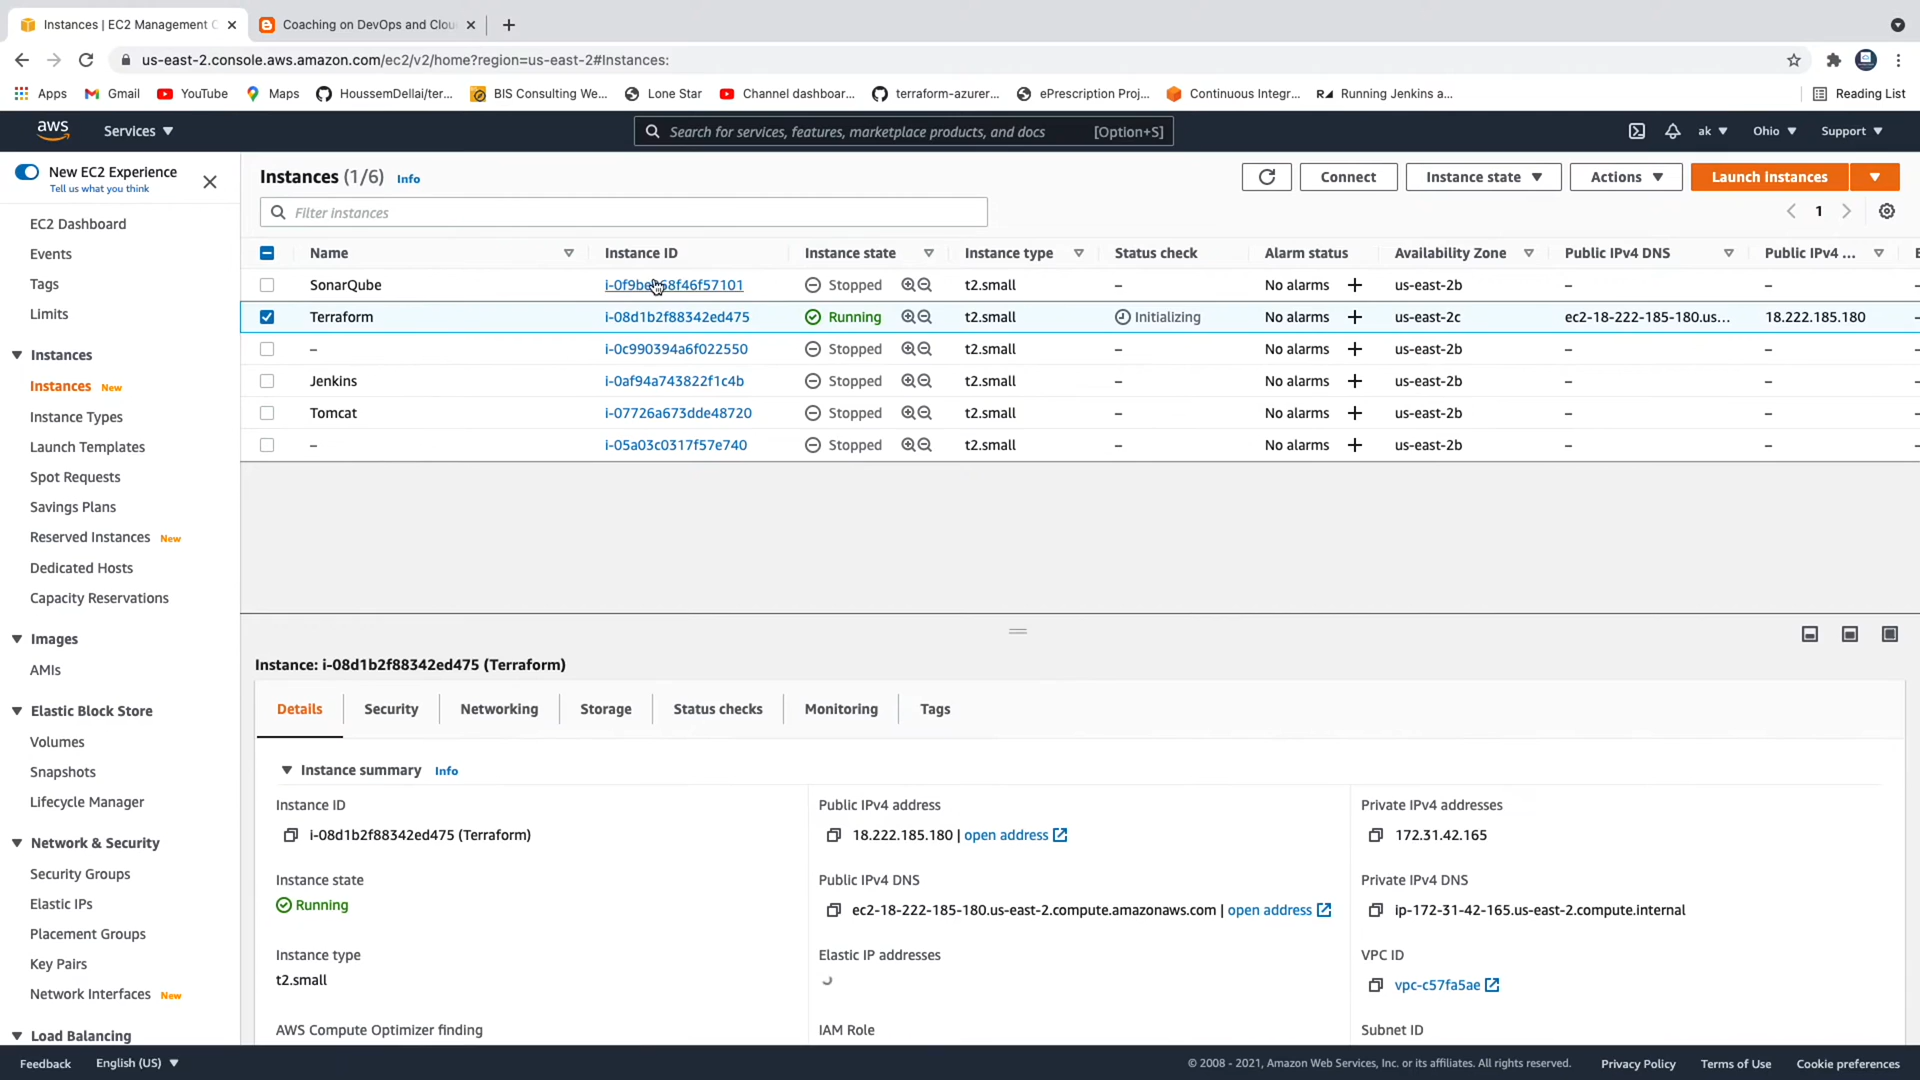 Instances | EC2 Management C
Coaching on DevOps and Clou
us-east-2.console.aws.amazon.com/ec2/v2/home?region=us-east-2#Instances:
Apps Gmail YouTube Maps HoussemDellai/ter... BIS Consulting We... Lone Star Channel dashboar... terraform-azurer... ePrescription Proj... Continuous Integr... Running Jenkins a... Reading List
aws Services Search for services, features, marketplace products, and docs [Option+S] ak Ohio Support
New EC2 Experience
Tell us what you think
EC2 Dashboard
Events
Tags
Limits
Instances
Instances New
Instance Types
Launch Templates
Spot Requests
Savings Plans
Reserved Instances New
Dedicated Hosts
Capacity Reservations
Images
AMIs
Elastic Block Store
Volumes
Snapshots
Lifecycle Manager
Network & Security
Security Groups
Elastic IPs
Placement Groups
Key Pairs
Network Interfaces New
Load Balancing
Instances (1/6) Info Connect Instance state Actions Launch instances
Filter instances 1
Name Instance ID Instance state Instance type Status check Alarm status Availability Zone Public IPv4 DNS Public IPv4 ...
SonarQube Stopped t2.small – No alarms + us-east-2b – –
Terraform i-08d1b2f88342ed475 Running t2.small Initializing No alarms + us-east-2c ec2-18-222-185-180.us... 18.222.185.180 –
– i-0c990394a6f022550 Stopped t2.small – No alarms + us-east-2b – –
Jenkins i-0af94a743822f1c4b Stopped t2.small – No alarms + us-east-2b – –
Tomcat i-07726a673dde48720 Stopped t2.small – No alarms + us-east-2b – –
– i-05a03c0317f57e740 Stopped t2.small – No alarms + us-east-2b – –
Instance: i-08d1b2f88342ed475 (Terraform)
Details Security Networking Storage Status checks Monitoring Tags
Instance summary Info
Instance ID Public IPv4 address Private IPv4 addresses
i-08d1b2f88342ed475 (Terraform) 18.222.185.180 | open address 172.31.42.165
Instance state Public IPv4 DNS Private IPv4 DNS
Running ec2-18-222-185-180.us-east-2.compute.amazonaws.com | open address ip-172-31-42-165.us-east-2.compute.internal
Instance type Elastic IP addresses VPC ID
t2.small vpc-c57fa5ae
AWS Compute Optimizer finding IAM Role Subnet ID
Feedback English (US) © 2008 - 2021, Amazon Web Services, Inc. or its affiliates. All rights reserved. Privacy Policy Terms of Use Cookie preferences